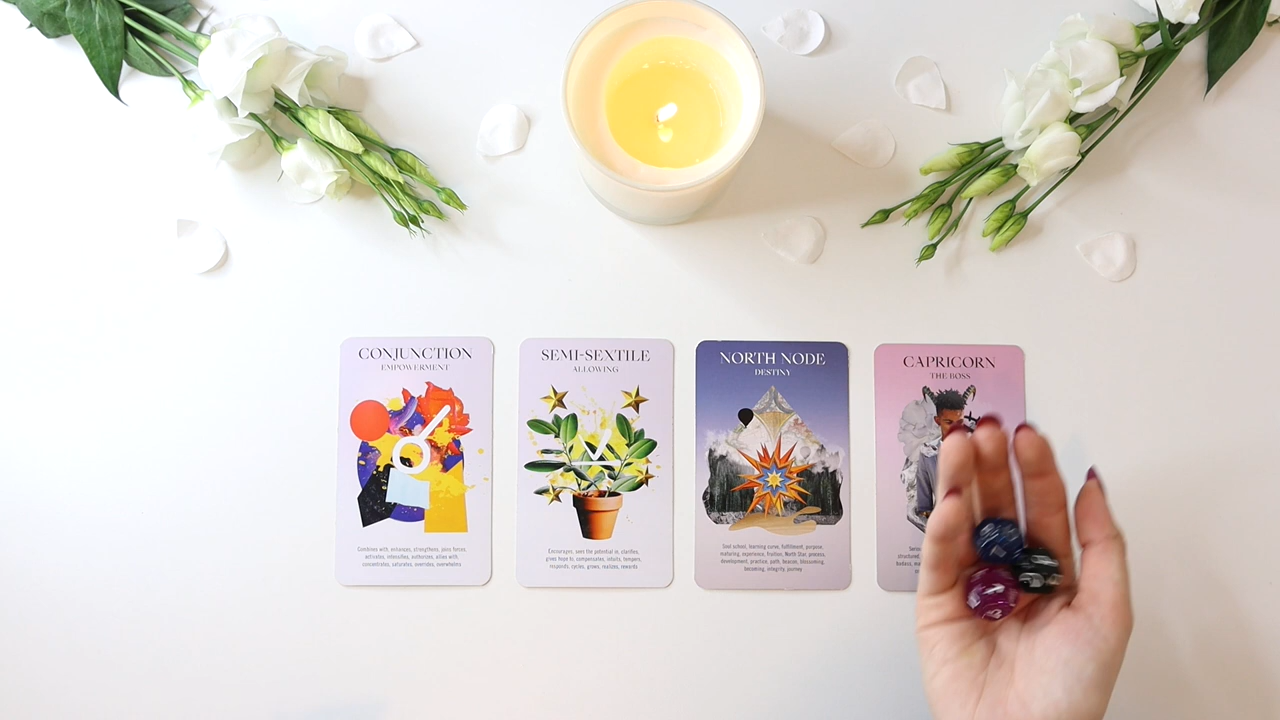 CONJUNCTION
EMPOWERMENT
Combines with, enhances, strengthens, joins forces,
activates, intensifies, authorizes, allies with,
concentrates, saturates, overrides, overwhelms
SEMI-SEXTILE
ALLOWING
Encourages, sees the potential in, clarifies,
gives hope to, compensates, intuits, tempers,
responds, cycles, grows, realizes, rewards
NORTH NODE
DESTINY
Soul school, learning curve, fulfillment, purpose,
maturing, experience, fruition, North Star, process,
development, practice, path, beacon, blossoming,
becoming, integrity, journey
CAPRICORN
THE BOSS